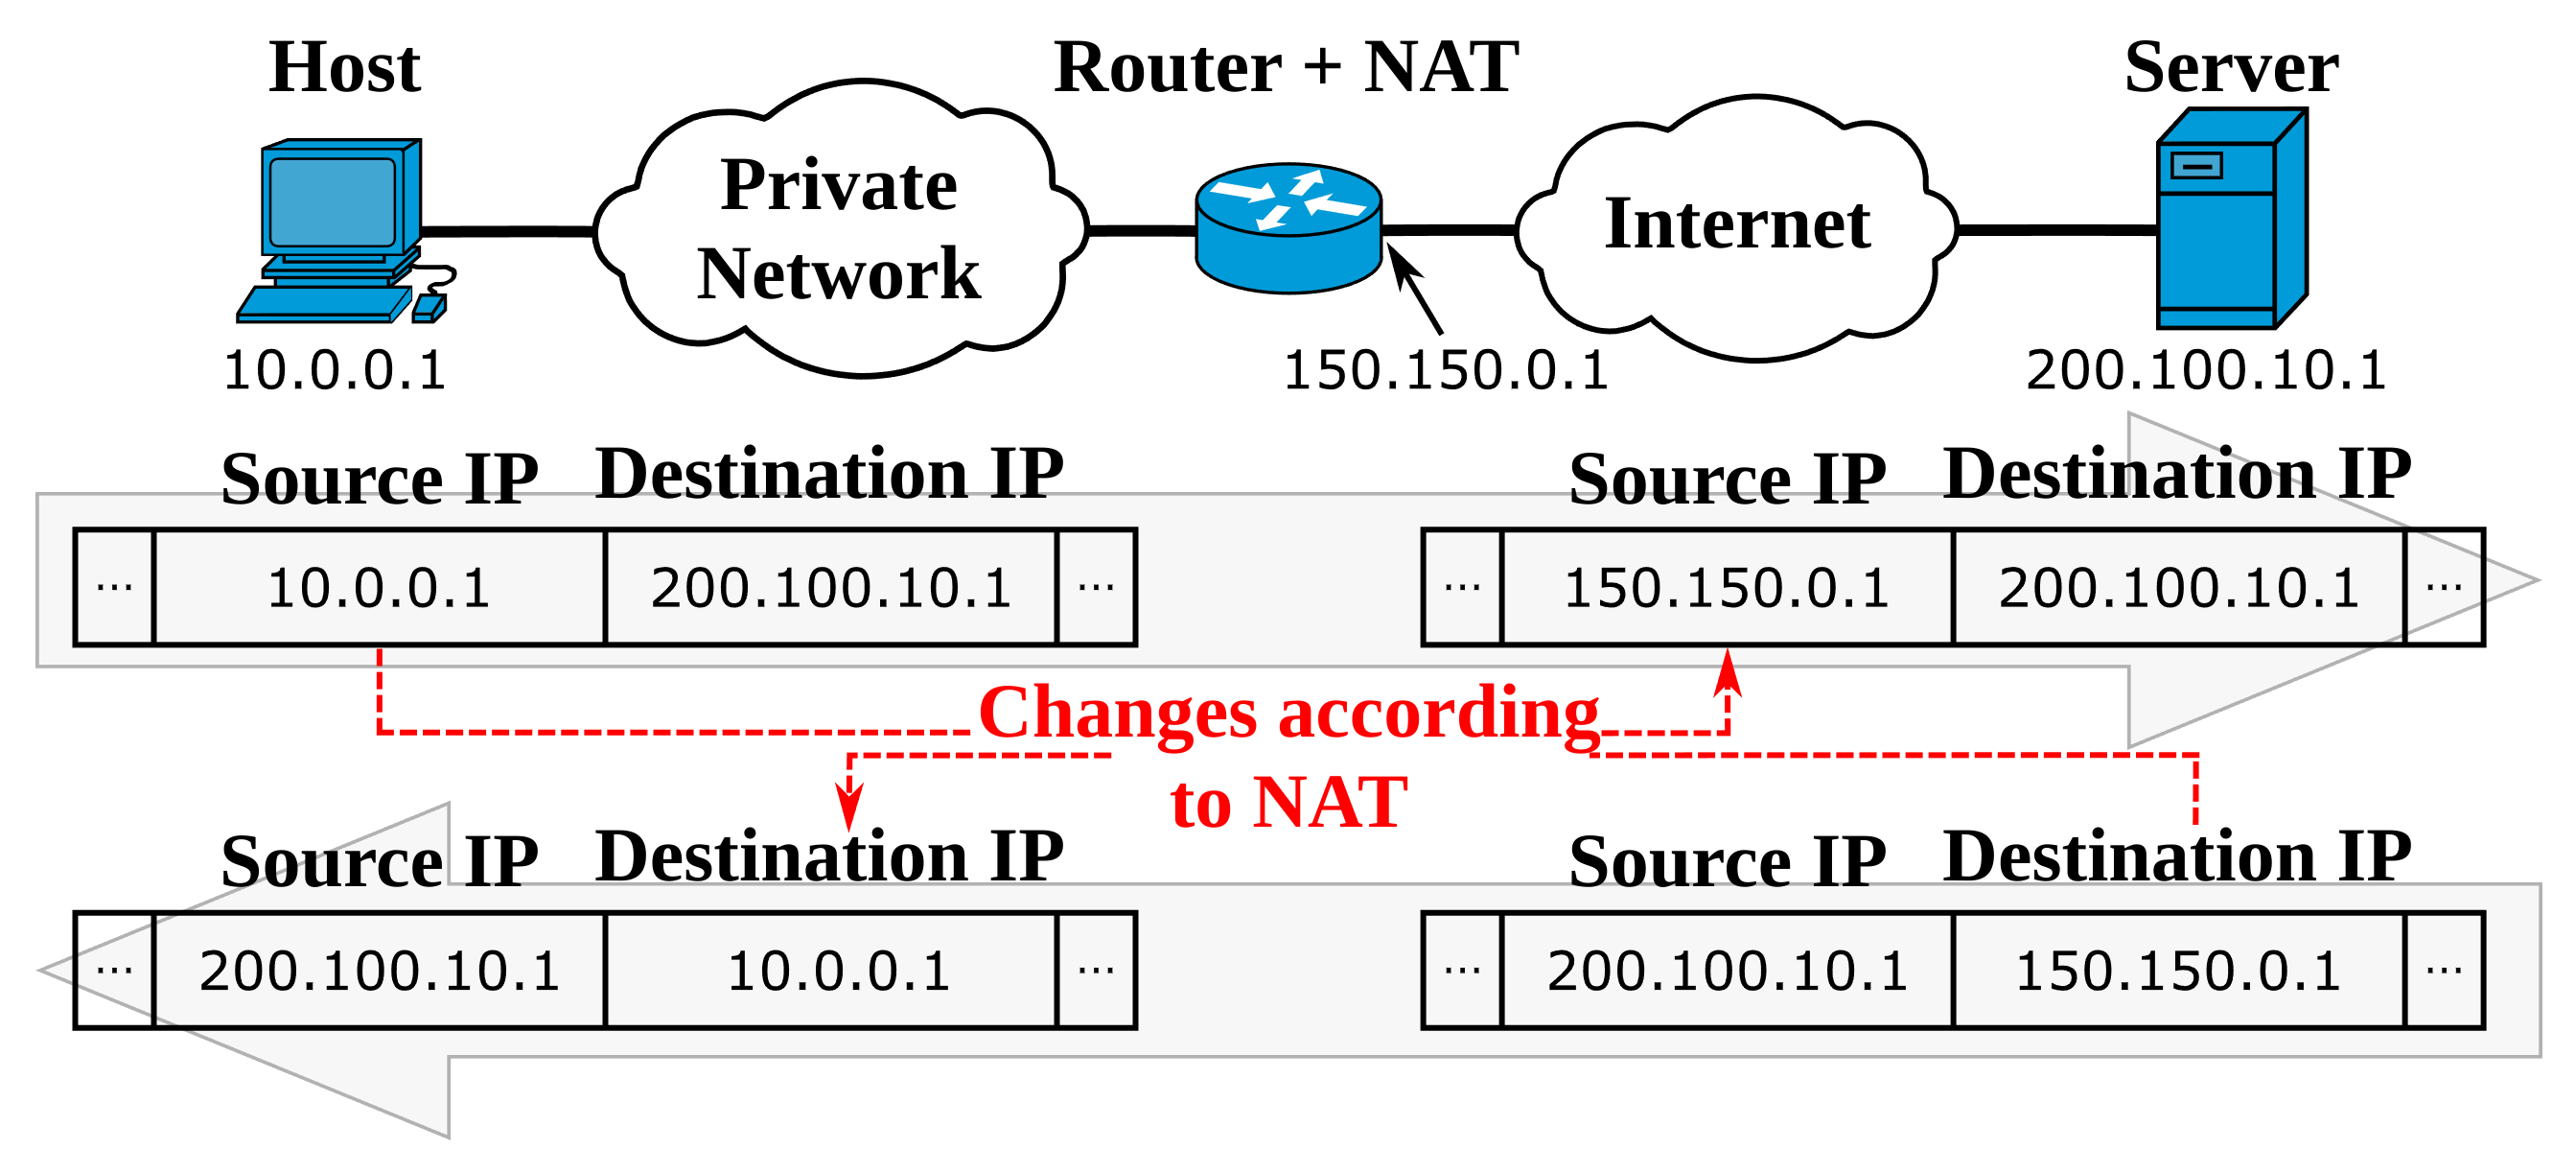 Host
Router + NAT
Server
Private
Network
Internet
10.0.0.1
150.150.0.1
200.100.10.1
Source IP Destination IP
Source IP Destination IP
... 10.0.0.1 200.100.10.1 ...
... 150.150.0.1 200.100.10.1 ...
Changes according
to NAT
Source IP Destination IP
Source IP Destination IP
... 200.100.10.1 10.0.0.1 ...
... 200.100.10.1 150.150.0.1 ...